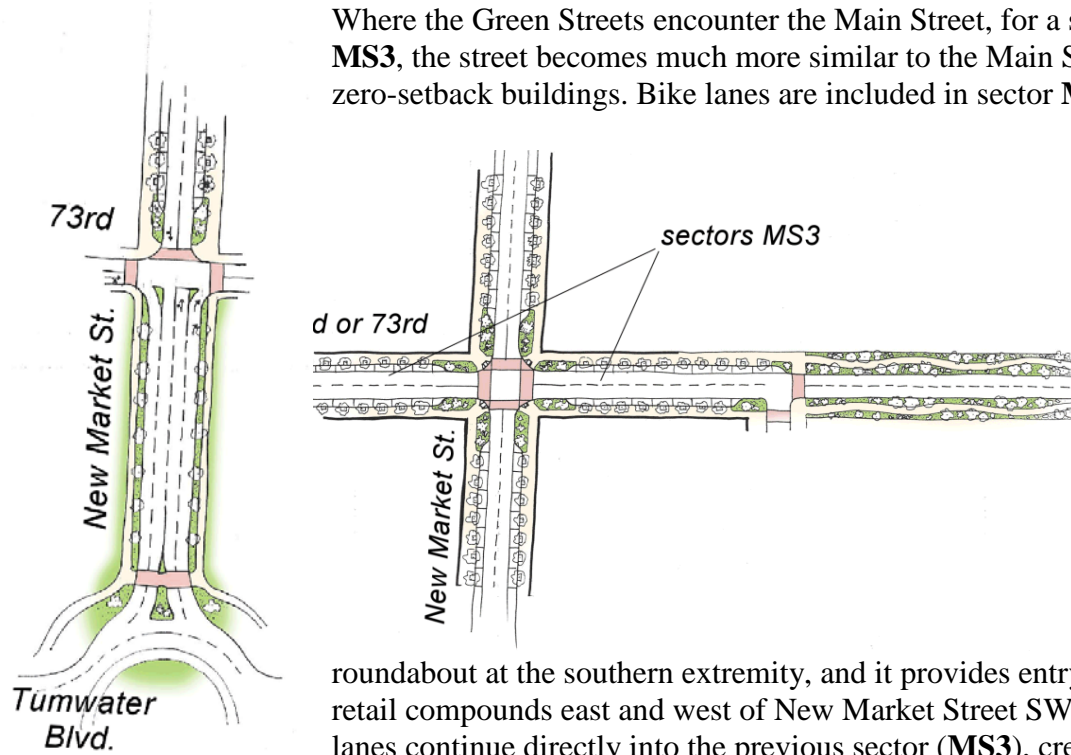 Where the Green Streets encounter the Main Street, for a
MS3, the street becomes much more similar to the Main
zero-setback buildings. Bike lanes are included in sector
73rd
New Market St.
Tumwater
Blvd.
sectors MS3
d or 73rd
New Market St.
roundabout at the southern extremity, and it provides entry
retail compounds east and west of New Market Street SW
lanes continue directly into the previous sector (MS3), cre